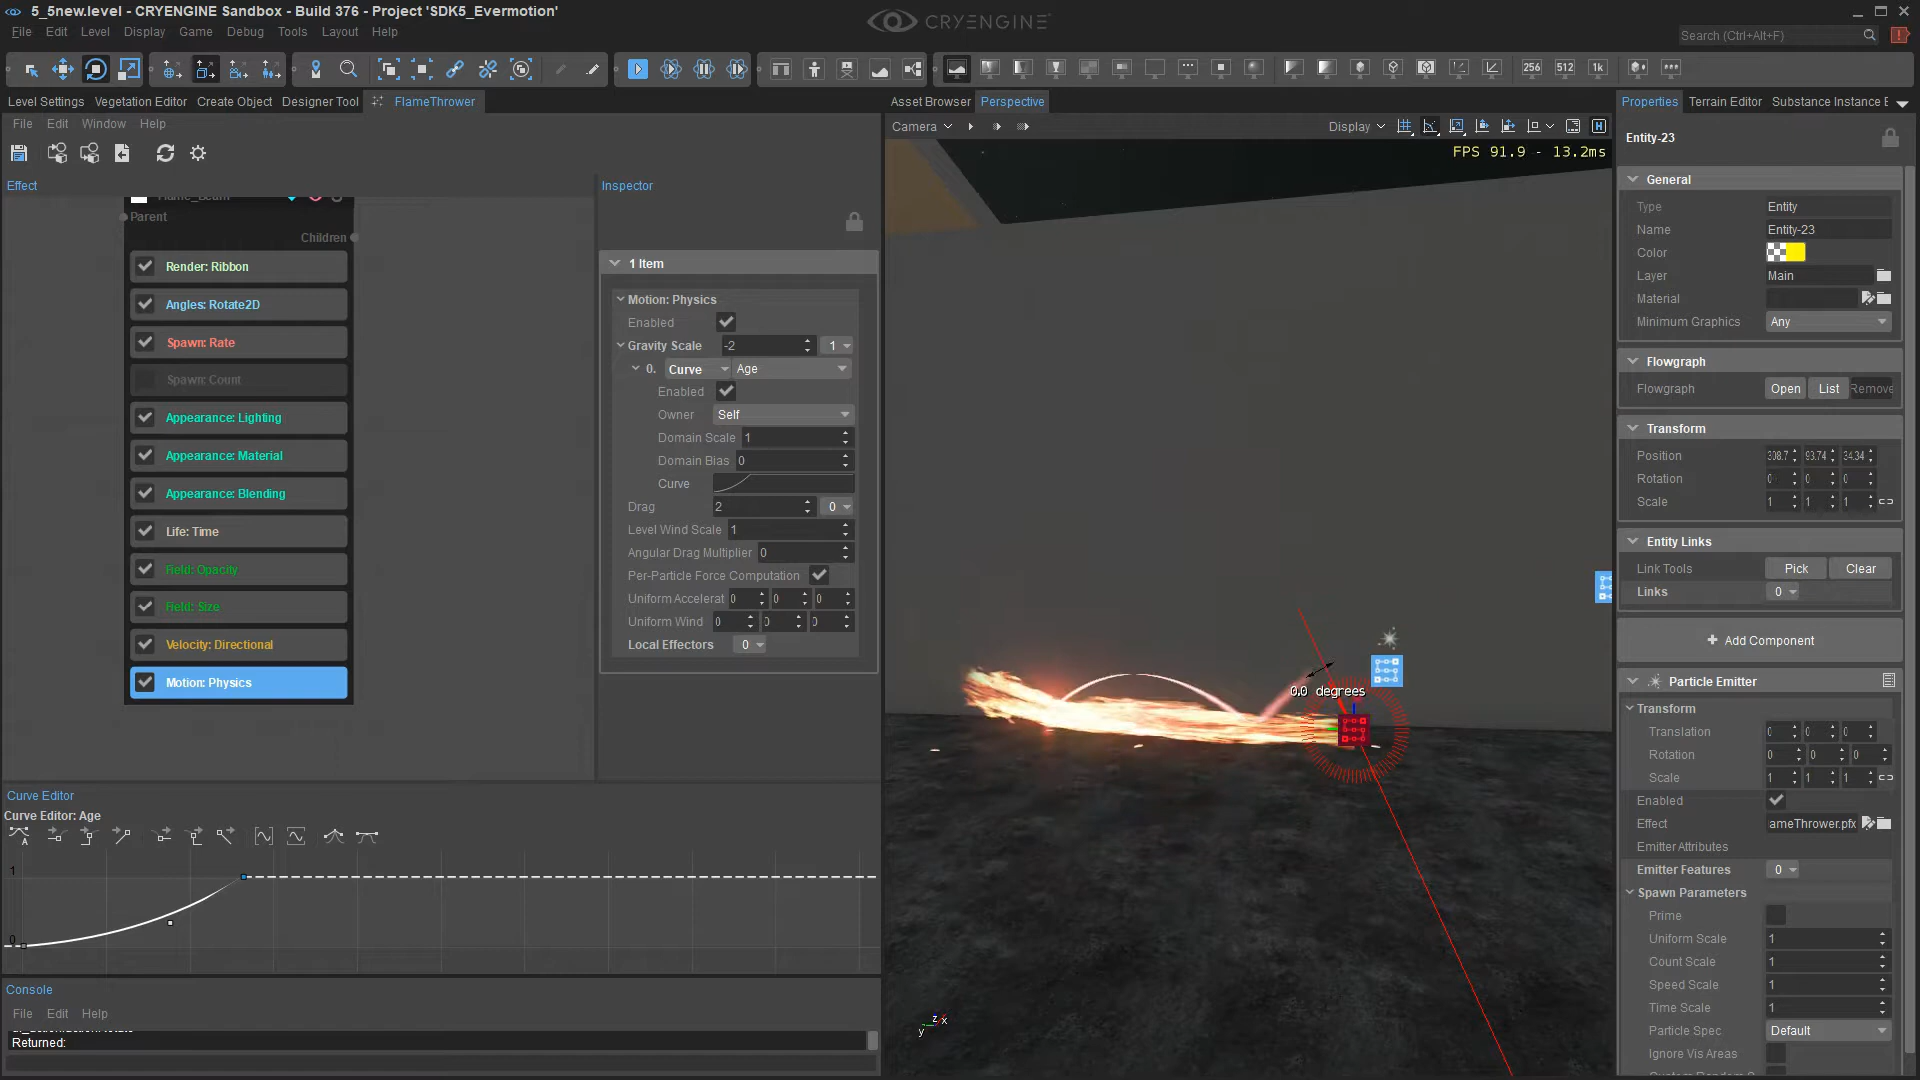 5_5new.level - CRYENGINE Sandbox - Build 376 - Project 'SDK5_Evermotion'
CRYENGINE
File Edit Level Display Game Debug Tools Layout Help
Search (Ctrl+Alt+F)
256 512 1k
Level Settings Vegetation Editor Create Object Designer Tool FlameThrower
Asset Browser Perspective
Properties Terrain Editor Substance Instance E
File Edit Window Help
Camera
Display
FPS 91.9 - 13.2ms
Effect
Flame_Beam
Parent
Children
Render: Ribbon
Angles: Rotate2D
Spawn: Rate
Spawn: Count
Appearance: Lighting
Appearance: Material
Appearance: Blending
Life: Time
Field: Opacity
Field: Size
Velocity: Directional
Motion: Physics
Inspector
1 Item
Motion: Physics
Enabled
Gravity Scale -2 1
0. Curve Age
Enabled
Owner Self
Domain Scale 1
Domain Bias 0
Curve
Drag 2 0
Level Wind Scale 1
Angular Drag Multiplier 0
Per-Particle Force Computation
Uniform Accelerat 0 0 0
Uniform Wind 0 0 0
Local Effectors 0
Curve Editor
Curve Editor: Age
1
0
Console
File Edit Help
Returned:
0.0 degrees
z x
y
Entity-23
General
Type Entity
Name Entity-23
Color
Layer Main
Material
Minimum Graphics Any
Flowgraph
Flowgraph Open List Remove
Transform
Position 308.7 93.74 34.34
Rotation 0 0 0
Scale 1 1 1
Entity Links
Link Tools Pick Clear
Links 0
+ Add Component
Particle Emitter
Transform
Translation 0 0 0
Rotation 0 0 0
Scale 1 1 1
Enabled
Effect ameThrower.pfx
Emitter Attributes
Emitter Features 0
Spawn Parameters
Prime
Uniform Scale 1
Count Scale 1
Speed Scale 1
Time Scale 1
Particle Spec Default
Ignore Vis Areas